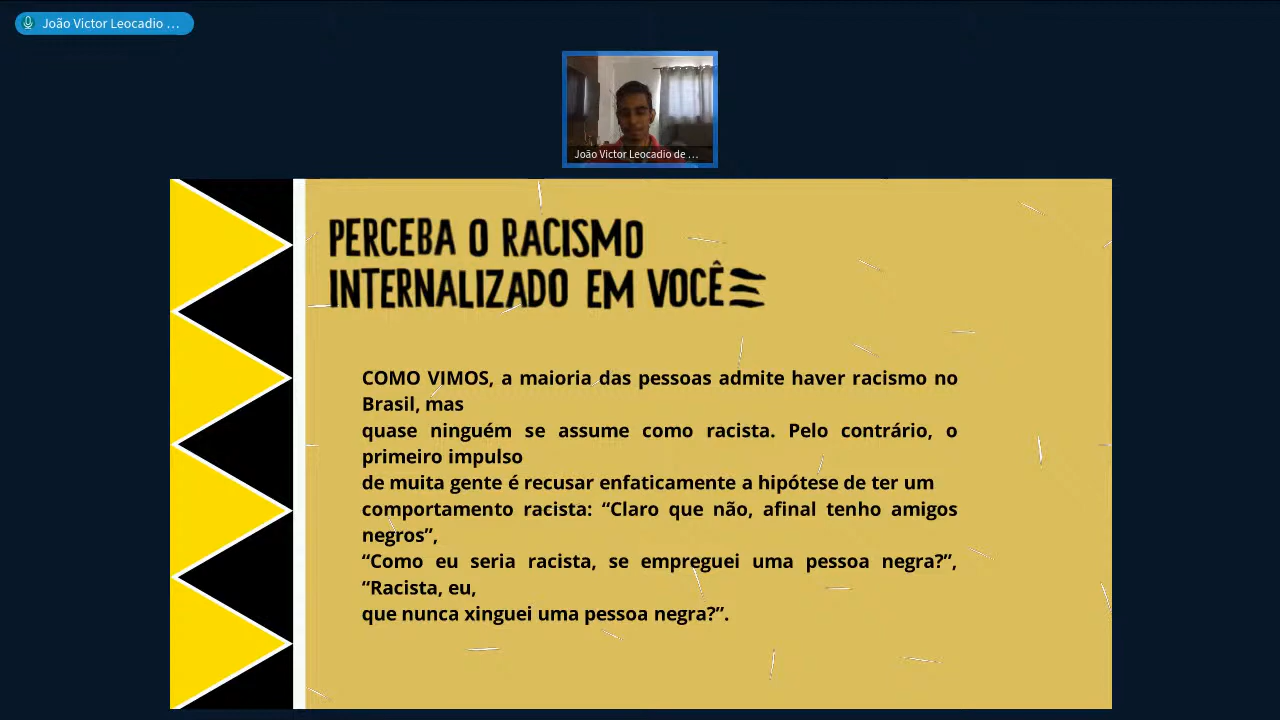 João Victor Leocadio ...
João Victor Leocadio de ...
PERCEBA O RACISMO
INTERNALIZADO EM VOCÊ
COMO VIMOS, a maioria das pessoas admite haver racismo no
Brasil, mas
quase ninguém se assume como racista. Pelo contrário, o
primeiro impulso
de muita gente é recusar enfaticamente a hipótese de ter um
comportamento racista: “Claro que não, afinal tenho amigos
negros”,
“Como eu seria racista, se empreguei uma pessoa negra?”,
“Racista, eu,
que nunca xinguei uma pessoa negra?”.